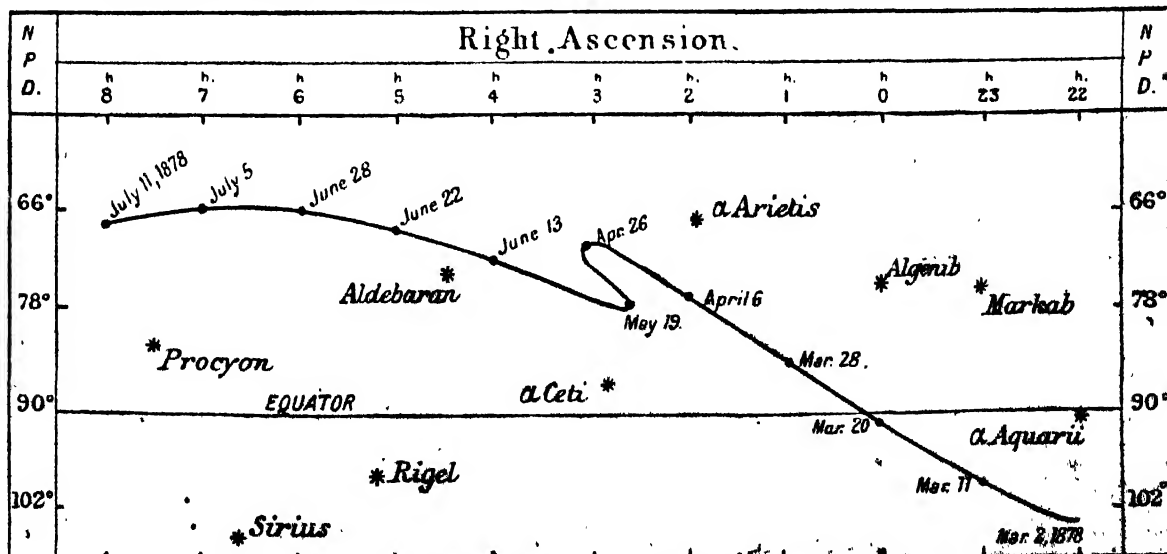 N P D.
Right Ascension.
N P D.
h 8 h. 7 h 6 h 5 h 4 h 3 h. 2 h 1 h 0 h 23 h. 22
66°
July 11, 1878
July 5
June 28
June 22
June 13
Apr. 26
α Arietis
66°
Aldebaran
Algenib
Markab
78°
May 19.
April 6
78°
Procyon
α Ceti
Mar. 28.
90°
EQUATOR
Mar. 20
α Aquarii
90°
Rigel
Mar. 11
102°
Sirius
Mar. 2, 1878
102°